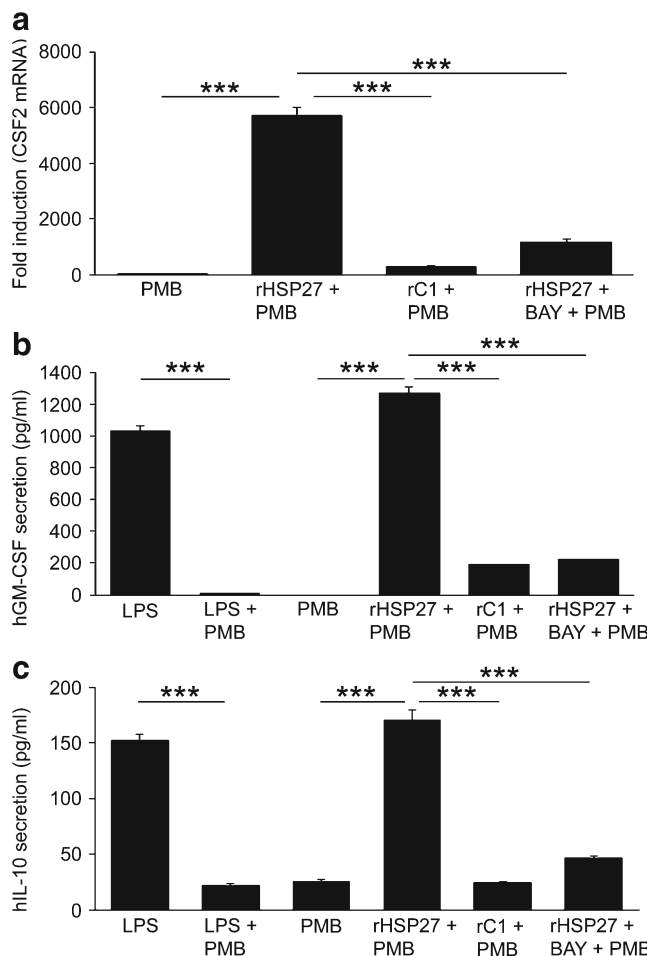 a
Fold induction (CSF2 mRNA)
8000
6000
4000
2000
0
***
***
***
PMB
rHSP27 +
PMB
rC1 +
PMB
rHSP27 +
BAY + PMB
b
hGM-CSF secretion (pg/ml)
1400
1200
1000
800
600
400
200
0
***
***
***
***
LPS
LPS +
PMB
PMB
rHSP27 +
PMB
rC1 +
PMB
rHSP27 +
BAY + PMB
c
hIL-10 secretion (pg/ml)
200
150
100
50
0
***
***
***
***
LPS
LPS +
PMB
PMB
rHSP27 +
PMB
rC1 +
PMB
rHSP27 +
BAY + PMB